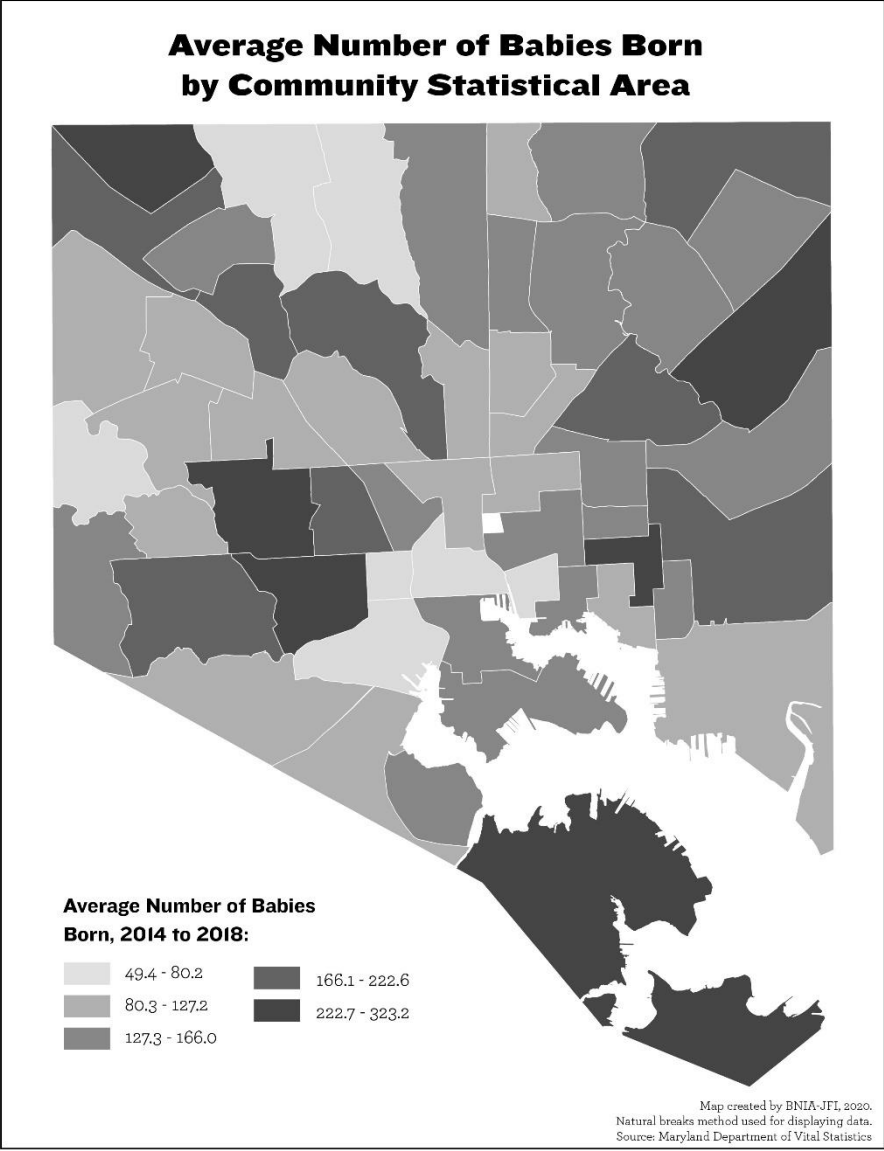 Average Number of Babies Born
by Community Statistical Area
Average Number of Babies
Born, 2014 to 2018:
49.4 - 80.2
80.3 - 127.2
127.3 - 166.0
166.1 - 222.6
222.7 - 323.2
Map created by BNIA-JFI, 2020.
Natural breaks method used for displaying data.
Source: Maryland Department of Vital Statistics